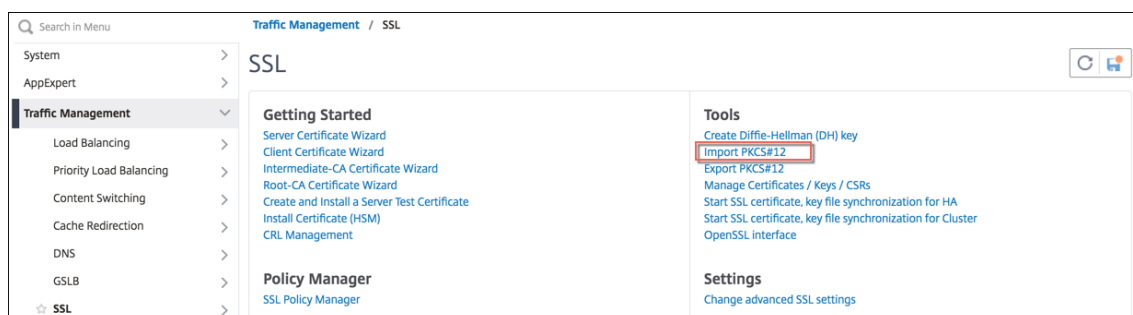 Search in Menu
System
AppExpert
Traffic Management
Load Balancing
Priority Load Balancing
Content Switching
Cache Redirection
DNS
GSLB
SSL
Traffic Management / SSL
SSL
Getting Started
Server Certificate Wizard
Client Certificate Wizard
Intermediate-CA Certificate Wizard
Root-CA Certificate Wizard
Create and Install a Server Test Certificate
Install Certificate (HSM)
CRL Management
Policy Manager
SSL Policy Manager
Tools
Create Diffie-Hellman (DH) key
Import PKCS#12
Export PKCS#12
Manage Certificates / Keys / CSRs
Start SSL certificate, key file synchronization for HA
Start SSL certificate, key file synchronization for Cluster
OpenSSL interface
Settings
Change advanced SSL settings